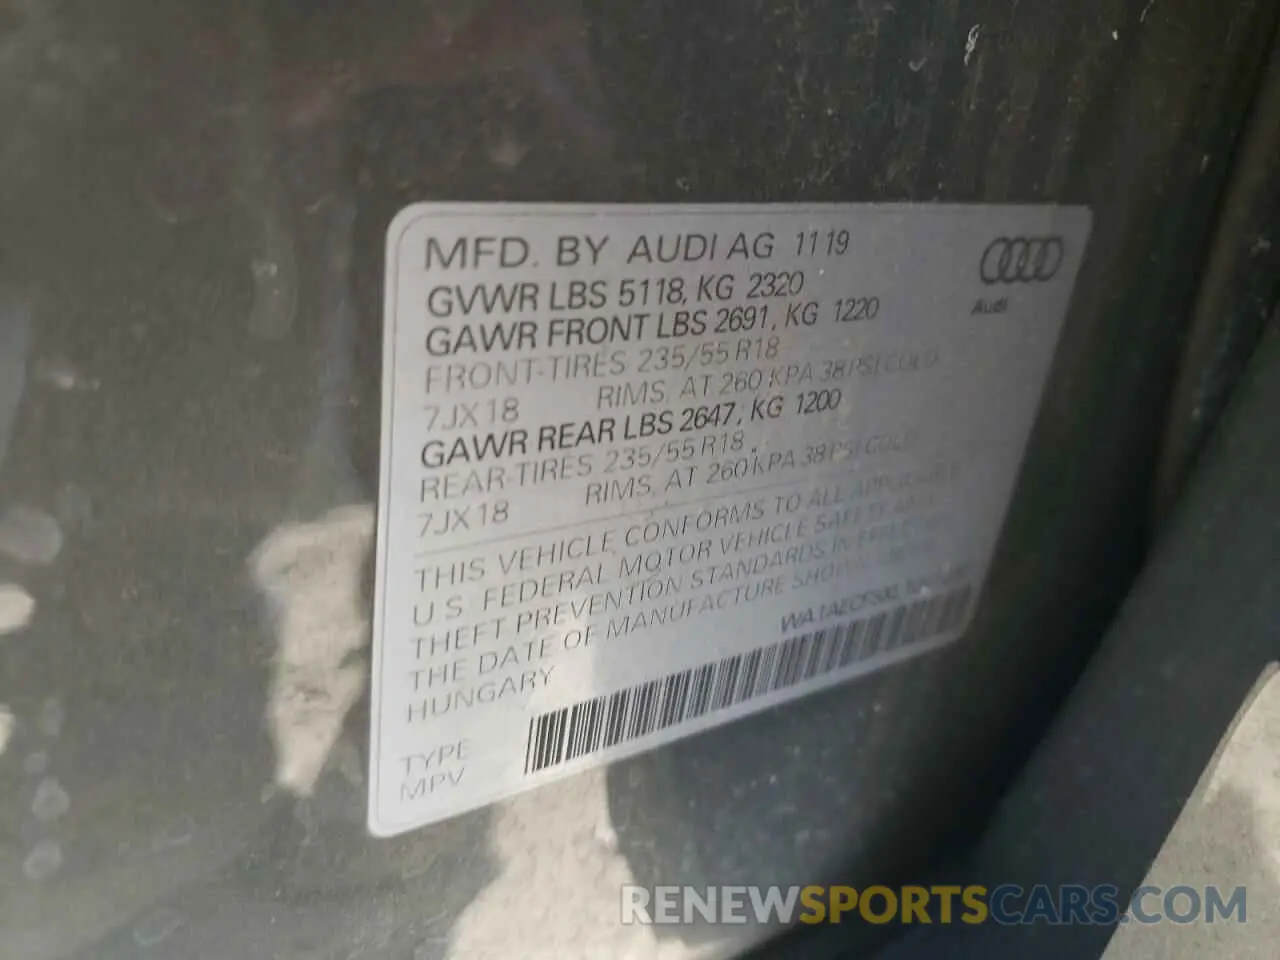 MFD. BY AUDI AG 11 19
GVWR LBS 5118, KG 2320
GAWR FRONT LBS 2691, KG 1220
FRONT-TIRES 235/55 R18
7JX18 RIMS, AT 260 KPA 38 PSI COLD
GAWR REAR LBS 2647, KG 1200
REAR-TIRES 235/55 R18,
7JX18 RIMS, AT 260 KPA 38 PSI COLD
THIS VEHICLE CONFORMS TO ALL APPLICABLE
U.S. FEDERAL MOTOR VEHICLE SAFETY
THEFT PREVENTION STANDARDS IN EFFECT
THE DATE OF MANUFACTURE SHOWN
HUNGARY
TYPE
MPV
Audi
RENEWSPORTSCARS.COM